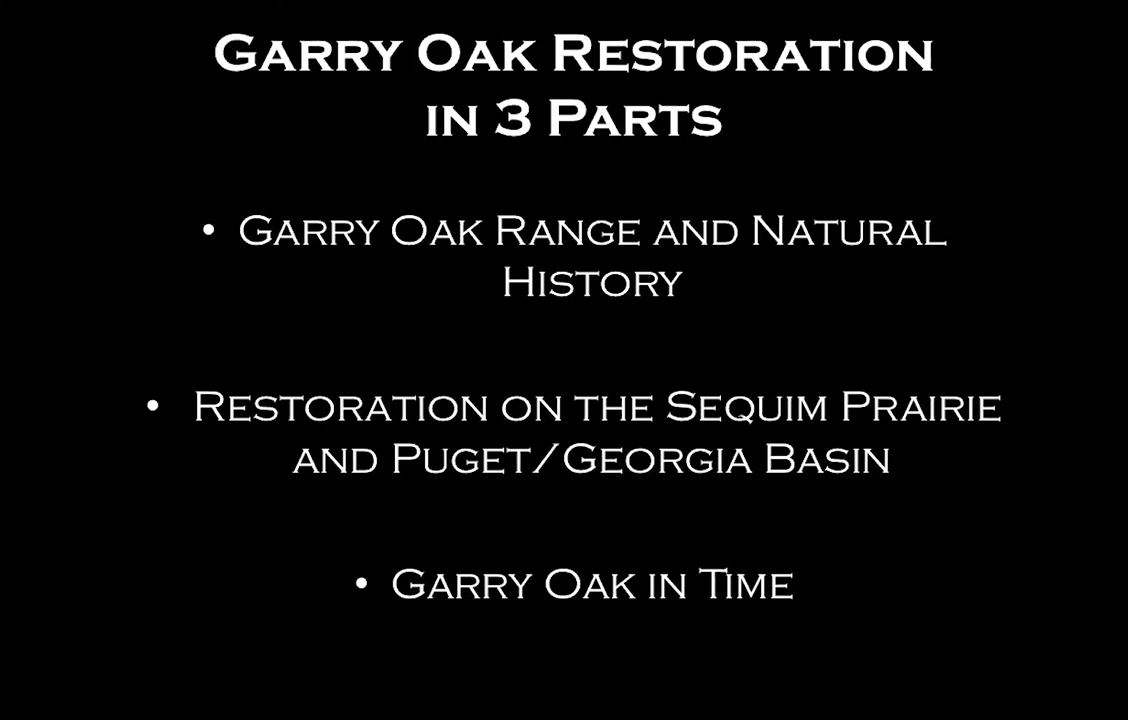 Garry Oak Restoration
in 3 Parts
• Garry Oak Range and Natural
History
• Restoration on the Sequim Prairie
and Puget/Georgia Basin
• Garry Oak in Time